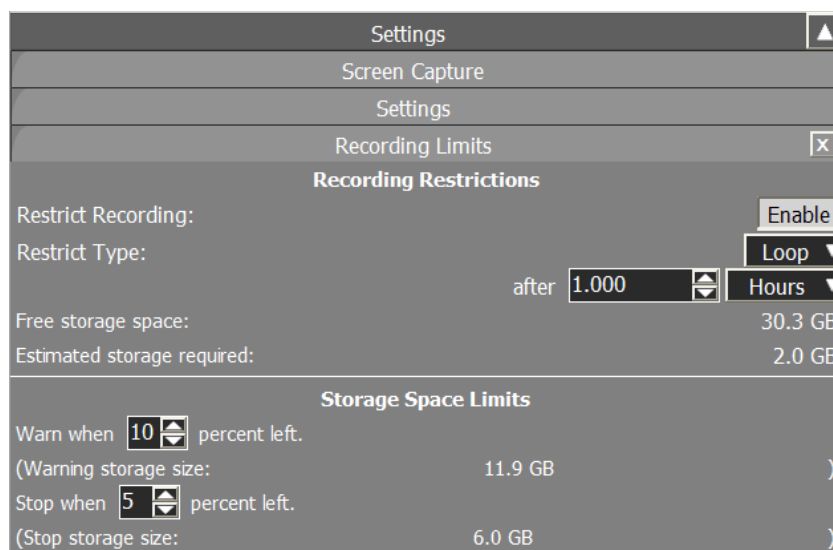 Settings
Screen Capture
Settings
Recording Limits X
Recording Restrictions
Restrict Recording: Enable
Restrict Type: Loop
after 1.000 Hours
Free storage space: 30.3 GB
Estimated storage required: 2.0 GB
Storage Space Limits
Warn when 10 percent left.
(Warning storage size: 11.9 GB )
Stop when 5 percent left.
(Stop storage size: 6.0 GB )